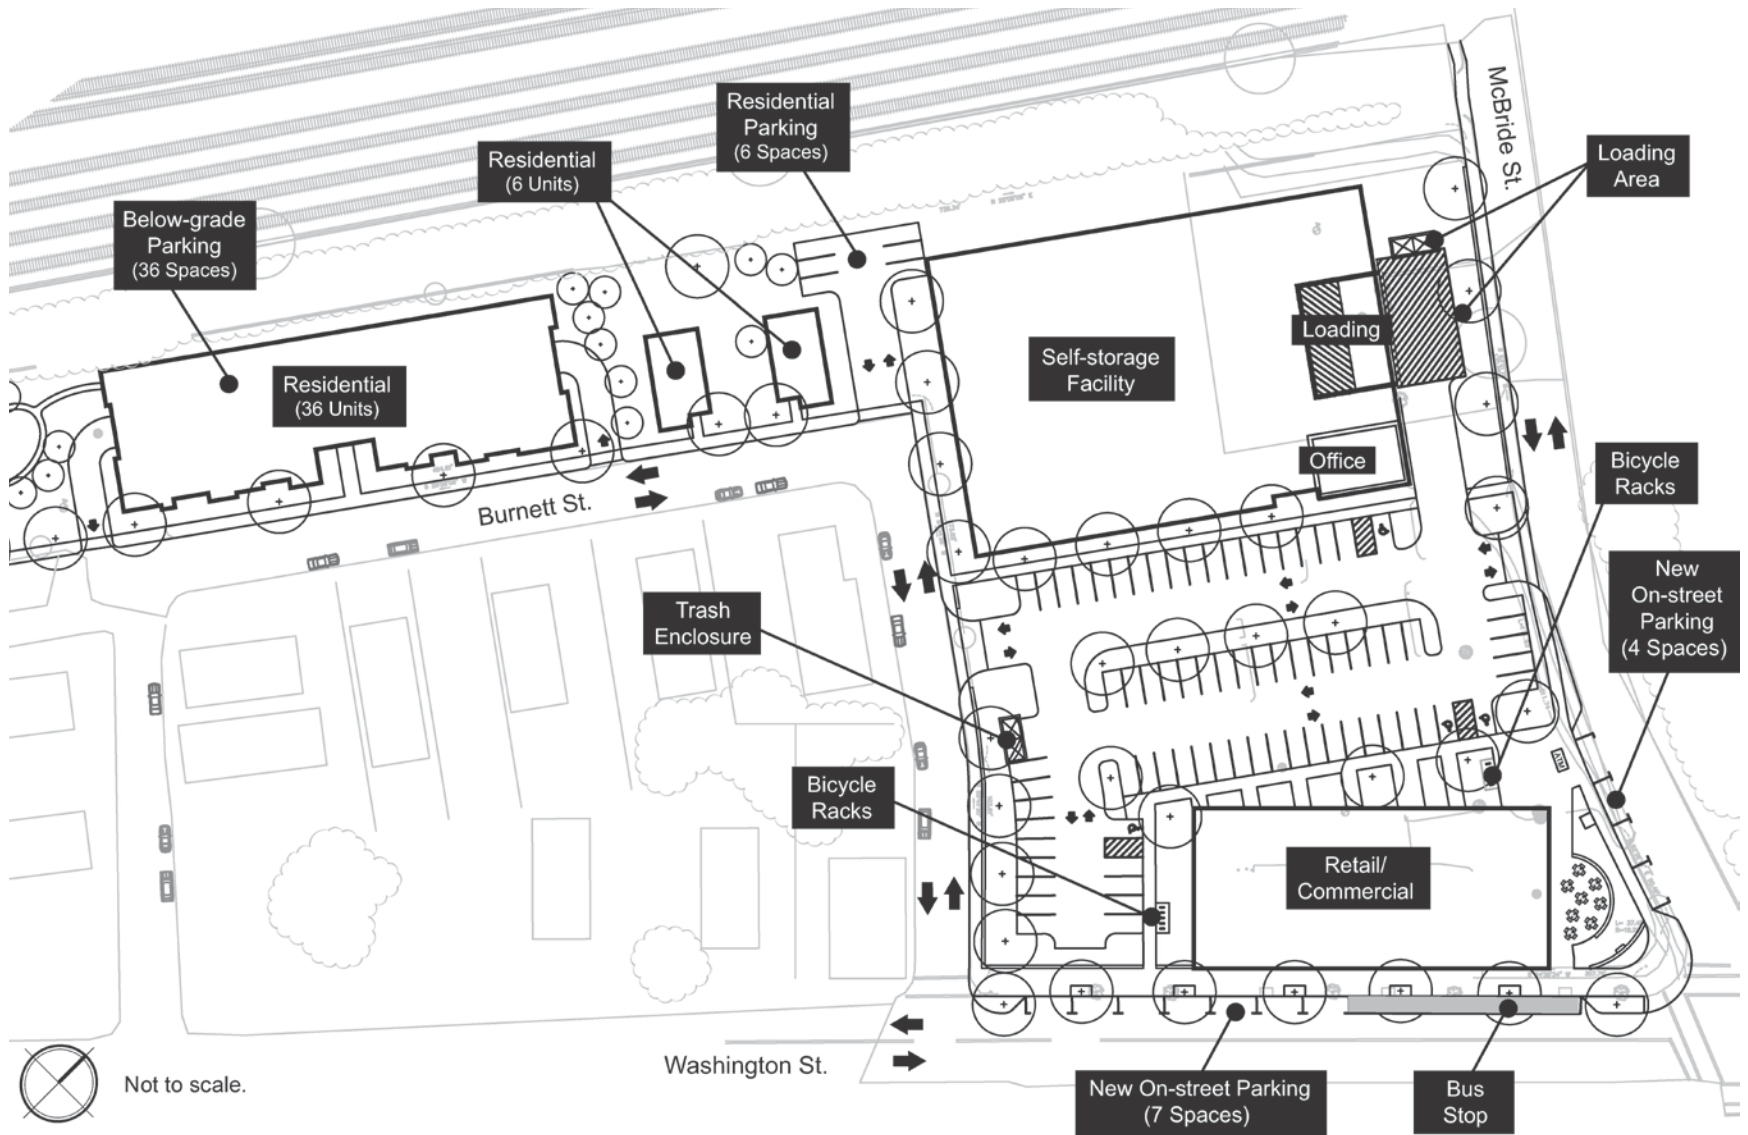 Residential
Parking
(6 Spaces)
McBride St.
Loading
Area
Residential
(6 Units)
Below-grade
Parking
(36 Spaces)
Loading
Self-storage
Facility
Residential
(36 Units)
Office
Bicycle
Racks
Burnett St.
New
On-street
Parking
(4 Spaces)
Trash
Enclosure
ATM
Bicycle
Racks
Retail/
Commercial
Washington St.
Not to scale.
New On-street Parking
(7 Spaces)
Bus
Stop